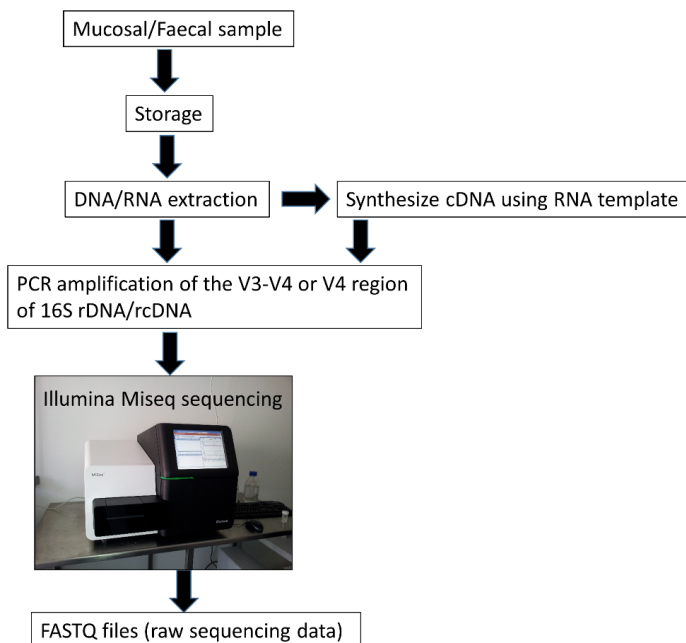 Mucosal/Faecal sample
Storage
DNA/RNA extraction
Synthesize cDNA using RNA template
PCR amplification of the V3-V4 or V4 region
of 16S rDNA/rcDNA
Illumina Miseq sequencing
FASTQ files (raw sequencing data)